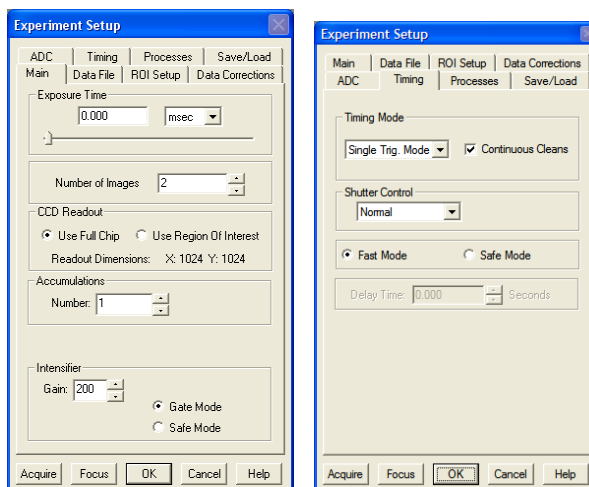 Experiment Setup
ADC Timing Processes Save/Load
Main Data File ROI Setup Data Corrections
Exposure Time
0.000 msec
Number of Images 2
CCD Readout
Use Full Chip Use Region Of Interest
Readout Dimensions: X: 1024 Y: 1024
Accumulations
Number: 1
Intensifier
Gain: 200
Gate Mode
Safe Mode
Acquire Focus OK Cancel Help
Experiment Setup
Main Data File ROI Setup Data Corrections
ADC Timing Processes Save/Load
Timing Mode
Single Trig. Mode Continuous Cleans
Shutter Control
Normal
Fast Mode Safe Mode
Delay Time: 0.000 Seconds
Acquire Focus OK Cancel Help